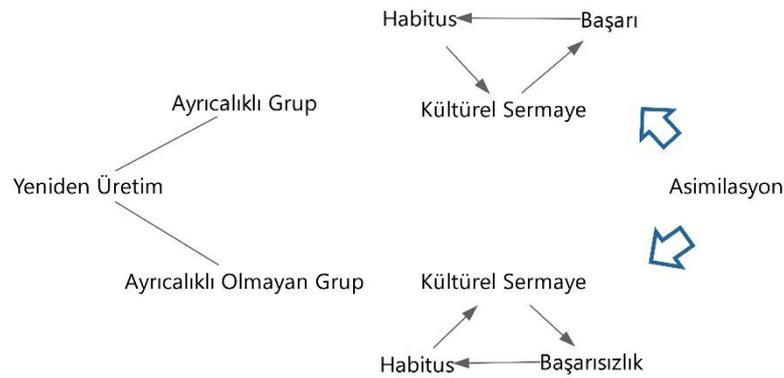 Habitus
Başarı
Ayrıcalıklı Grup
Kültürel Sermaye
Yeniden Üretim
Asimilasyon
Ayrıcalıklı Olmayan Grup
Kültürel Sermaye
Habitus
Başarısızlık